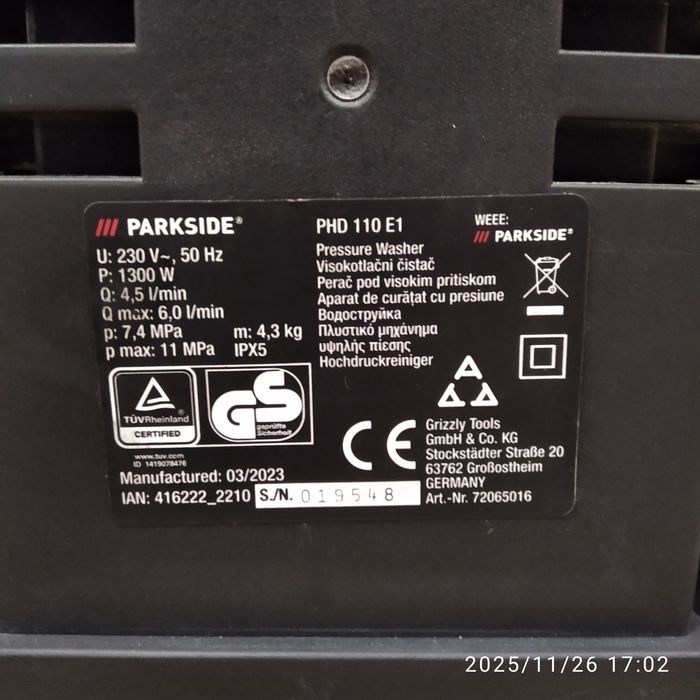 /// PARKSIDE®
U: 230 V~, 50 Hz
P: 1300 W
Q: 4,5 l/min
Q max: 6,0 l/min
p: 7,4 MPa m: 4,3 kg
p max: 11 MPa IPX5
PHD 110 E1
Pressure Washer
Visokotlačni čistač
Perač pod visokim pritiskom
Aparat de curățat cu presiune
Водоструйка
Πλυστικό μηχάνημα
υψηλής πίεσης
Hochdruckreiniger
WEEE:
/// PARKSIDE®
TÜVRheinland®
CERTIFIED
www.tuv.com
ID 1419078476
GS
geprüfte
Sicherheit
CE
Grizzly Tools
GmbH & Co. KG
Stockstädter Straße 20
63762 Großostheim
GERMANY
Art.-Nr. 72065016
Manufactured: 03/2023
IAN: 416222_2210 S./N. 019548
2025/11/26 17:02